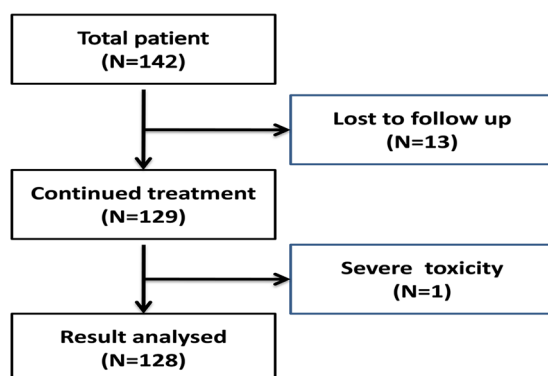 Total patient
(N=142)
Lost to follow up
(N=13)
Continued treatment
(N=129)
Severe toxicity
(N=1)
Result analysed
(N=128)